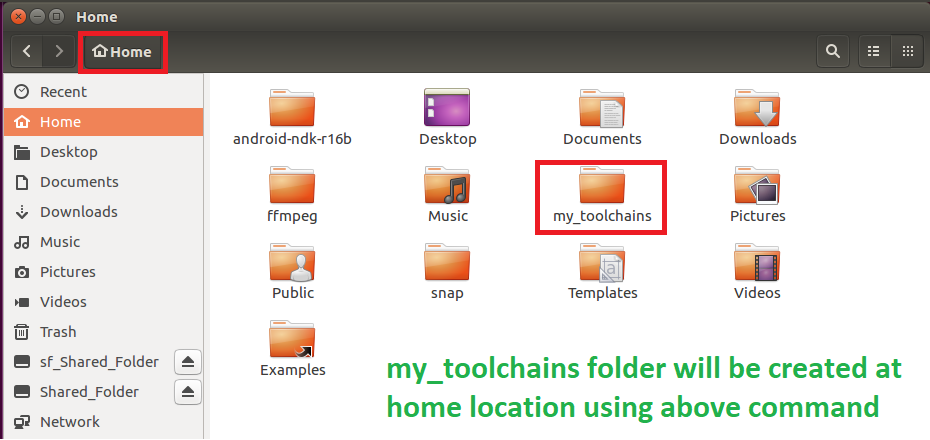 Home
Home
Recent
Home
Desktop
Documents
Downloads
Music
Pictures
Videos
Trash
sf_Shared_Folder
Shared_Folder
Network
android-ndk-r16b
Desktop
Documents
Downloads
ffmpeg
Music
my_toolchains
Pictures
Public
snap
Templates
Videos
Examples
my_toolchains folder will be created at
home location using above command